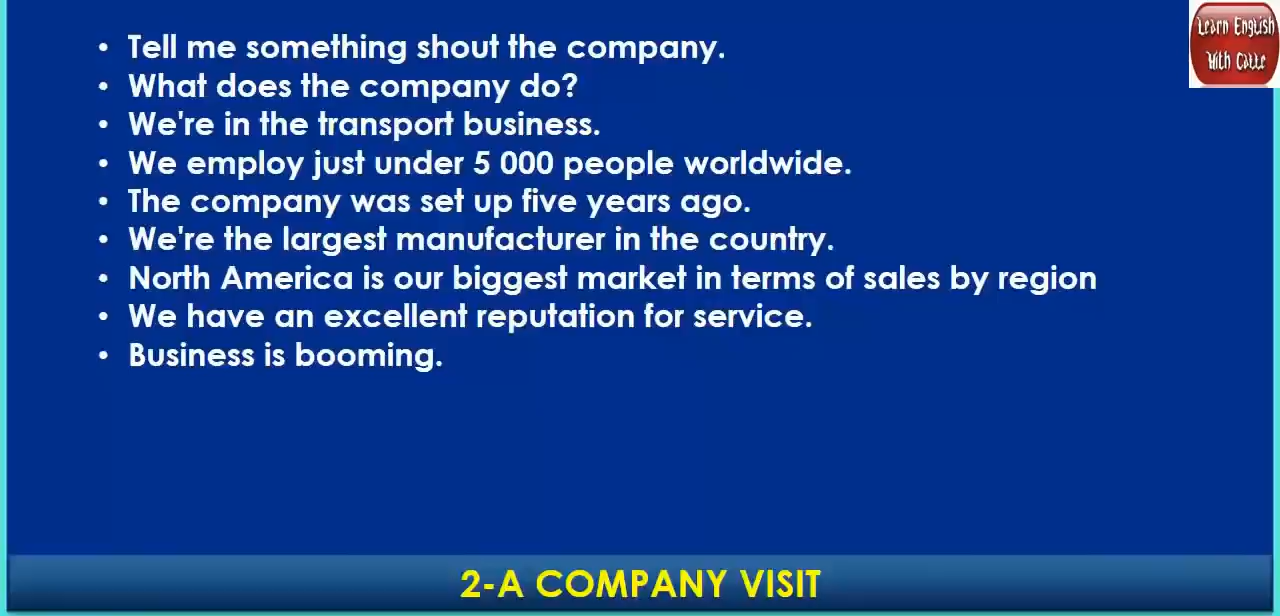 Learn English
With Catte
• Tell me something shout the company.
• What does the company do?
• We're in the transport business.
• We employ just under 5 000 people worldwide.
• The company was set up five years ago.
• We're the largest manufacturer in the country.
• North America is our biggest market in terms of sales by region
• We have an excellent reputation for service.
• Business is booming.
2-A COMPANY VISIT